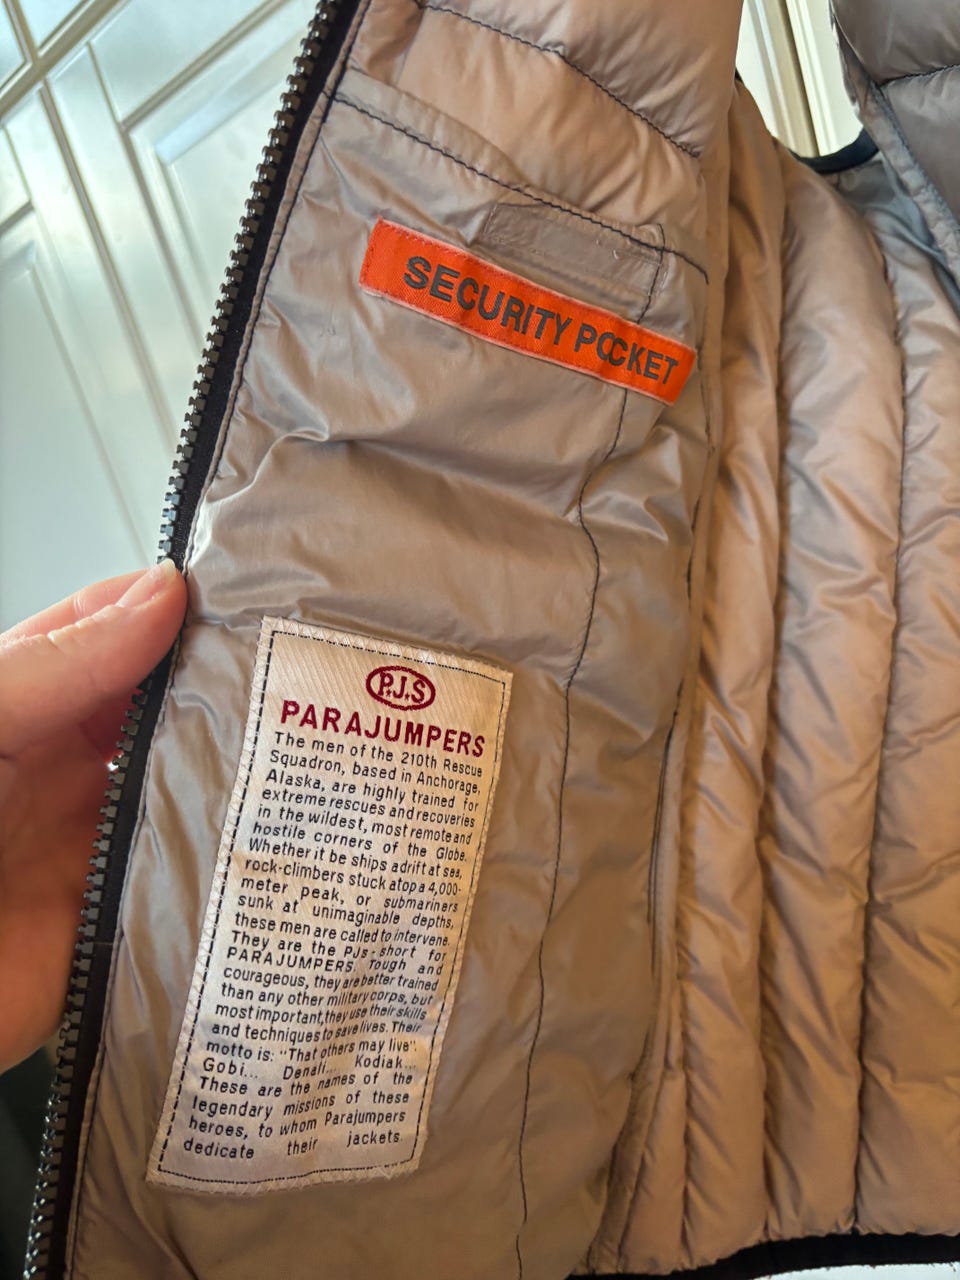 SECURITY POCKET
P.J.S
PARAJUMPERS
The men of the 210th Rescue
Squadron, based in Anchorage,
Alaska, are highly trained for
extreme rescues and recoveries
in the wildest, most remote and
hostile corners of the Globe.
Whether it be ships adrift at sea,
rock-climbers stuck atop a 4,000-
meter peak, or submariners
sunk at unimaginable depths,
these men are called to intervene.
They are the PJs - short for
PARAJUMPERS. Tough and
courageous, they are better trained
than any other military corps, but
most important, they use their skills
and techniques to save lives. Their
motto is: "That others may live".
Gobi... Denali... Kodiak...
These are the names of the
legendary missions of these
heroes, to whom Parajumpers
dedicate their jackets.